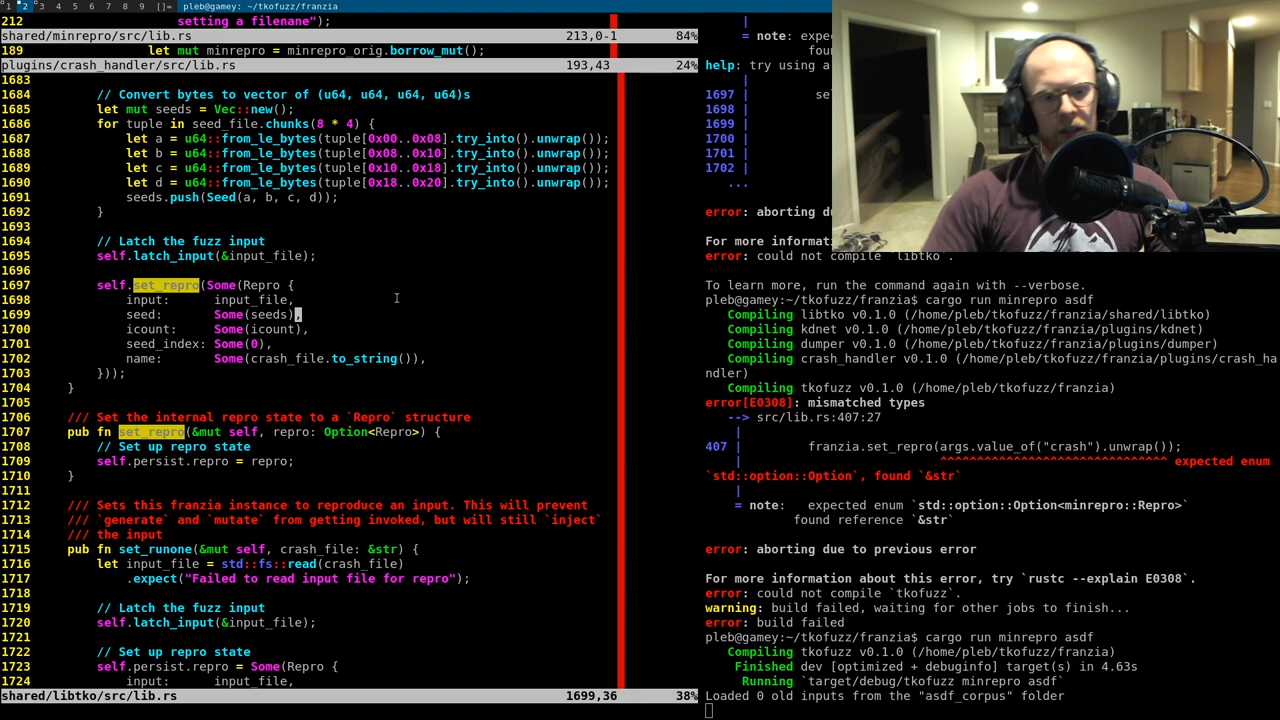 1 2 3 4 5 6 7 8 9 []= pleb@gamey: ~/tkofuzz/franzia
212 setting a filename");
shared/minrepro/src/lib.rs 213,0-1 84%
189 let mut minrepro = minrepro_orig.borrow_mut();
plugins/crash_handler/src/lib.rs 193,43 24%
1683
1684 // Convert bytes to vector of (u64, u64, u64, u64)s
1685 let mut seeds = Vec::new();
1686 for tuple in seed_file.chunks(8 * 4) {
1687 let a = u64::from_le_bytes(tuple[0x00..0x08].try_into().unwrap());
1688 let b = u64::from_le_bytes(tuple[0x08..0x10].try_into().unwrap());
1689 let c = u64::from_le_bytes(tuple[0x10..0x18].try_into().unwrap());
1690 let d = u64::from_le_bytes(tuple[0x18..0x20].try_into().unwrap());
1691 seeds.push(Seed(a, b, c, d));
1692 }
1693
1694 // Latch the fuzz input
1695 self.latch_input(&input_file);
1696
1697 self.set_repro(Some(Repro {
1698 input: input_file,
1699 seed: Some(seeds),
1700 icount: Some(icount),
1701 seed_index: Some(0),
1702 name: Some(crash_file.to_string()),
1703 }));
1704 }
1705
1706 /// Set the internal repro state to a `Repro` structure
1707 pub fn set_repro(&mut self, repro: Option<Repro>) {
1708 // Set up repro state
1709 self.persist.repro = repro;
1710 }
1711
1712 /// Sets this franzia instance to reproduce an input. This will prevent
1713 /// `generate` and `mutate` from getting invoked, but will still `inject`
1714 /// the input
1715 pub fn set_runone(&mut self, crash_file: &str) {
1716 let input_file = std::fs::read(crash_file)
1717 .expect("Failed to read input file for repro");
1718
1719 // Latch the fuzz input
1720 self.latch_input(&input_file);
1721
1722 // Set up repro state
1723 self.persist.repro = Some(Repro {
1724 input: input_file,
shared/libtko/src/lib.rs 1699,36 38%
|
= note: expe
fou
help: try using a
|
1697 | se
1698 |
1699 |
1700 |
1701 |
1702 |
...
error: aborting du
For more informati
error: could not compile `libtko`.
To learn more, run the command again with --verbose.
pleb@gamey:~/tkofuzz/franzia$ cargo run minrepro asdf
Compiling libtko v0.1.0 (/home/pleb/tkofuzz/franzia/shared/libtko)
Compiling kdnet v0.1.0 (/home/pleb/tkofuzz/franzia/plugins/kdnet)
Compiling dumper v0.1.0 (/home/pleb/tkofuzz/franzia/plugins/dumper)
Compiling crash_handler v0.1.0 (/home/pleb/tkofuzz/franzia/plugins/crash_ha
ndler)
Compiling tkofuzz v0.1.0 (/home/pleb/tkofuzz/franzia)
error[E0308]: mismatched types
--> src/lib.rs:407:27
|
407 | franzia.set_repro(args.value_of("crash").unwrap());
| ^^^^^^^^^^^^^^^^^^^^^^^^^^^^^^^ expected enum
`std::option::Option`, found `&str`
|
= note: expected enum `std::option::Option<minrepro::Repro>`
found reference `&str`
error: aborting due to previous error
For more information about this error, try `rustc --explain E0308`.
error: could not compile `tkofuzz`.
warning: build failed, waiting for other jobs to finish...
error: build failed
pleb@gamey:~/tkofuzz/franzia$ cargo run minrepro asdf
Compiling tkofuzz v0.1.0 (/home/pleb/tkofuzz/franzia)
Finished dev [optimized + debuginfo] target(s) in 4.63s
Running `target/debug/tkofuzz minrepro asdf`
Loaded 0 old inputs from the "asdf_corpus" folder